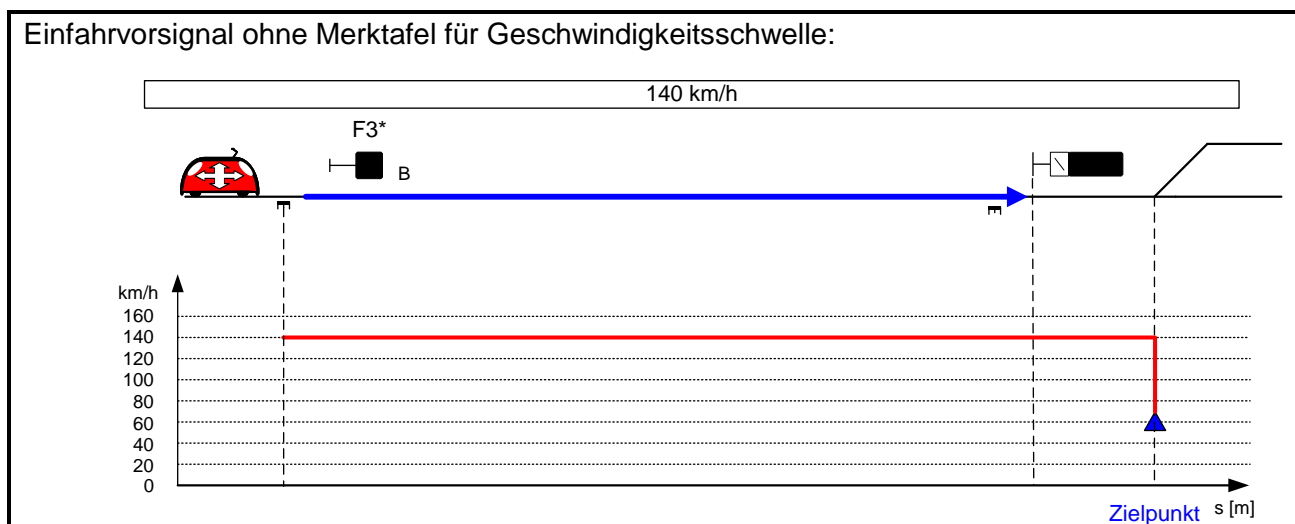 Einfahrvorsignal ohne Merktafel für Geschwindigkeitsschwelle:
140 km/h
F3*
B
km/h
160
140
120
100
80
60
40
20
0
Zielpunkt s [m]